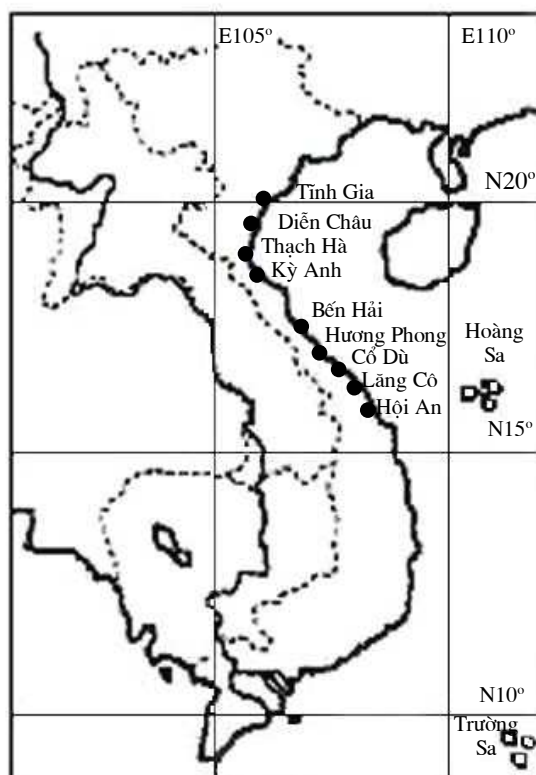 E105º
E110º
N20º
Tĩnh Gia
Diễn Châu
Thạch Hà
Kỳ Anh
Bến Hải
Hương Phong
Hoàng
Sa
Cổ Dù
Lăng Cô
Hội An
N15º
N10º
Trường
Sa